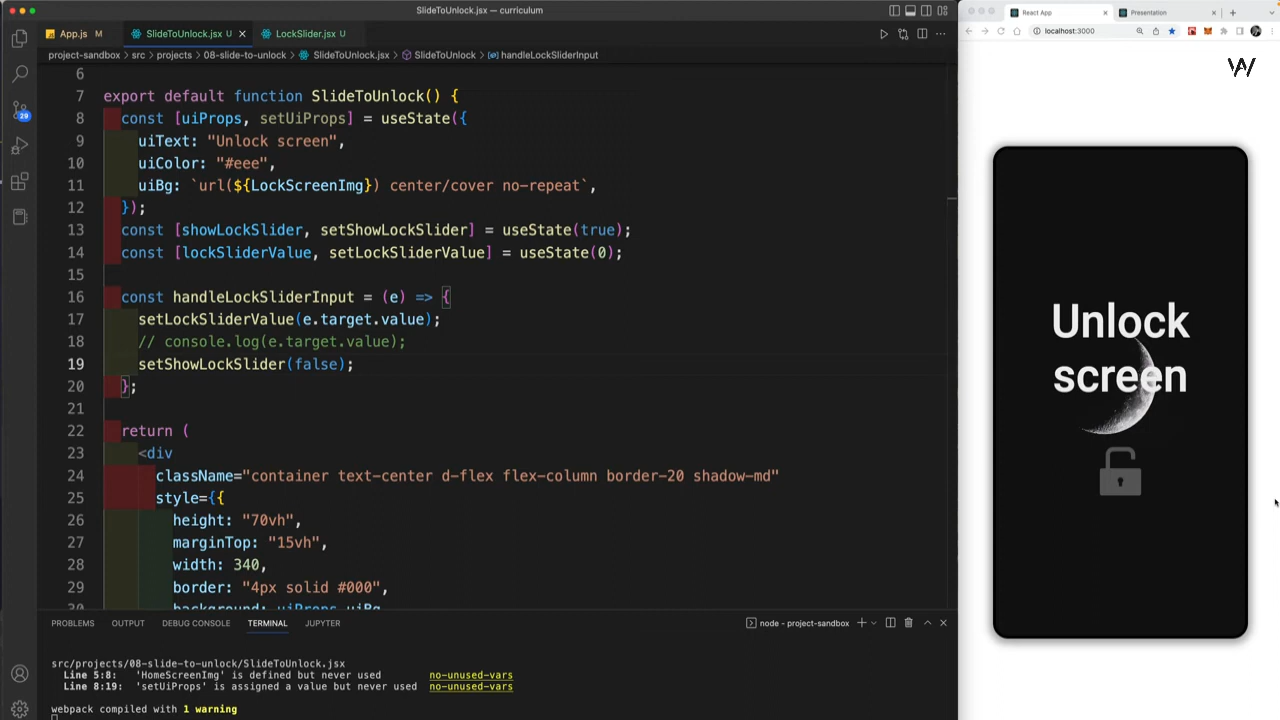 SlideToUnlock.jsx — curriculum
App.js M
SlideToUnlock.jsx U
LockSlider.jsx U
project-sandbox > src > projects > 08-slide-to-unlock > SlideToUnlock.jsx > SlideToUnlock > handleLockSliderInput
6
7 export default function SlideToUnlock() {
8 const [uiProps, setUiProps] = useState({
9 uiText: "Unlock screen",
10 uiColor: "#eee",
11 uiBg: `url(${LockScreenImg}) center/cover no-repeat`,
12 });
13 const [showLockSlider, setShowLockSlider] = useState(true);
14 const [lockSliderValue, setLockSliderValue] = useState(0);
15
16 const handleLockSliderInput = (e) => {
17 setLockSliderValue(e.target.value);
18 // console.log(e.target.value);
19 setShowLockSlider(false);
20 };
21
22 return (
23 <div
24 className="container text-center d-flex flex-column border-20 shadow-md"
25 style={{
26 height: "70vh",
27 marginTop: "15vh",
28 width: 340,
29 border: "4px solid #000",
30 background: uiProps.uiBg,
29
PROBLEMS OUTPUT DEBUG CONSOLE TERMINAL JUPYTER
node - project-sandbox
src/projects/08-slide-to-unlock/SlideToUnlock.jsx
Line 5:8: 'HomeScreenImg' is defined but never used no-unused-vars
Line 8:19: 'setUiProps' is assigned a value but never used no-unused-vars
webpack compiled with 1 warning
React App
Presentation
localhost:3000
Unlock
screen